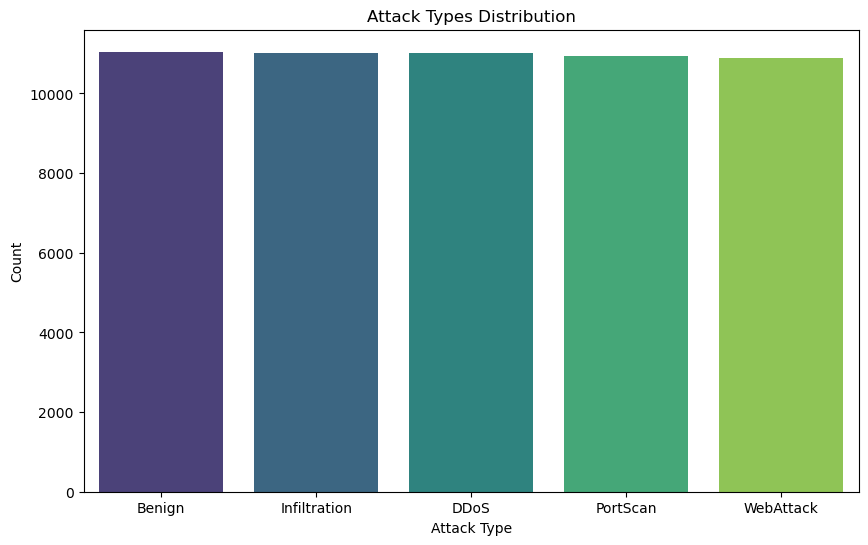 Attack Types Distribution
10000
8000
6000
4000
2000
0
Count
Benign Infiltration DDoS PortScan WebAttack
Attack Type